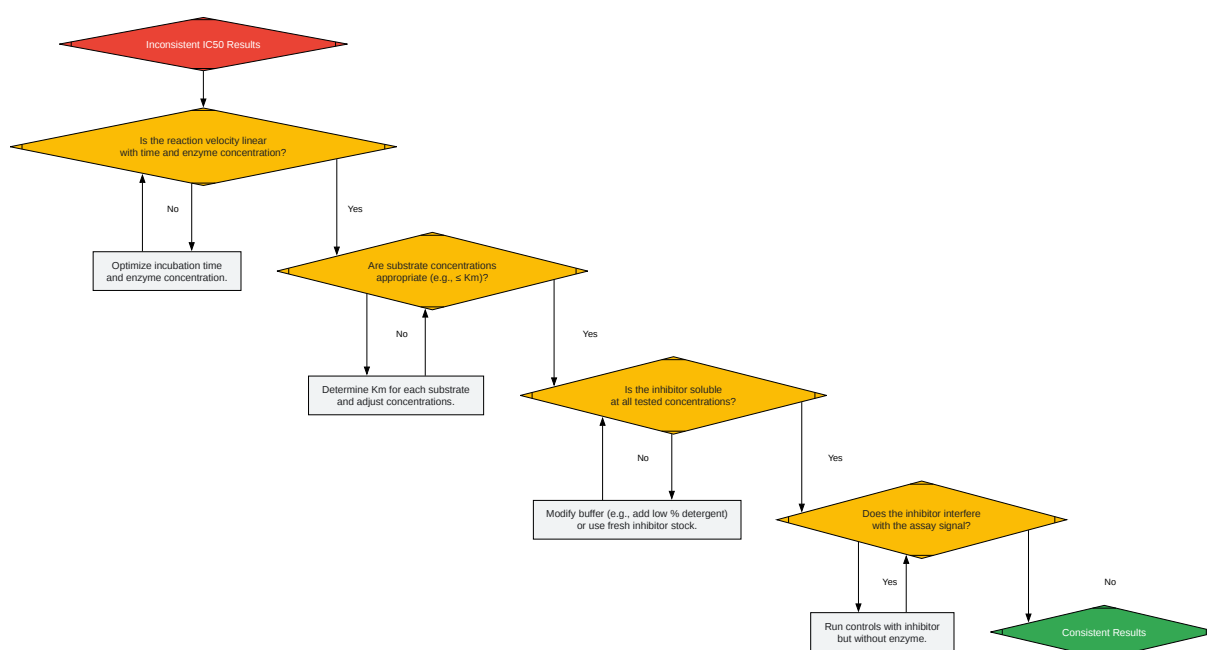 Inconsistent IC50 Results
Is the reaction velocity linear
with time and enzyme concentration?
No
Yes
Optimize incubation time
and enzyme concentration.
Are substrate concentrations
appropriate (e.g., ≤ Km)?
No
Yes
Determine Km for each substrate
and adjust concentrations.
Is the inhibitor soluble
at all tested concentrations?
No
Yes
Modify buffer (e.g., add low % detergent)
or use fresh inhibitor stock.
Does the inhibitor interfere
with the assay signal?
Yes
No
Run controls with inhibitor
but without enzyme.
Consistent Results